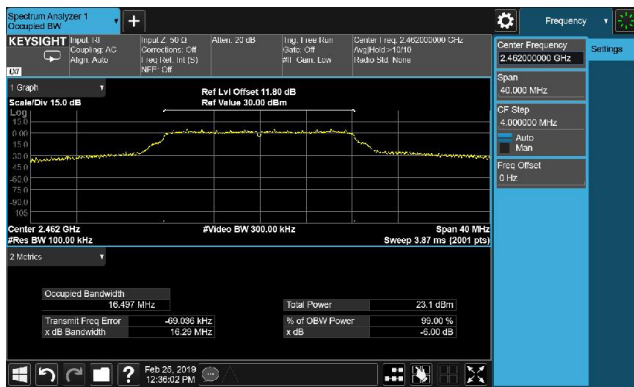 Spectrum Analyzer 1
Occupied BW
+
Frequency
KEYSIGHT
Input: RF
Coupling: AC
Align: Auto
Input Z: 50 Ω
Corrections: Off
Freq Ref: Int (S)
NFE: Off
Atten: 20 dB
Trig: Free Run
Gate: Off
#IF Gain: Low
Center Freq: 2.462000000 GHz
Avg|Hold:>10/10
Radio Std: None
LXI
Center Frequency
2.462000000 GHz
Settings
Span
40.000 MHz
CF Step
4.000000 MHz
Auto
Man
Freq Offset
0 Hz
1 Graph
Scale/Div 15.0 dB
Ref Lvl Offset 11.80 dB
Ref Value 30.00 dBm
Log
15.0
0.00
-15.0
-30.0
-45.0
-60.0
-75.0
-90.0
-105
Center 2.462 GHz
#Res BW 100.00 kHz
#Video BW 300.00 kHz
Span 40 MHz
Sweep 3.87 ms (2001 pts)
2 Metrics
Occupied Bandwidth
16.497 MHz
Total Power 23.1 dBm
Transmit Freq Error -69.036 kHz
% of OBW Power 99.00 %
x dB Bandwidth 16.29 MHz
x dB -6.00 dB
?
Feb 25, 2019
12:36:02 PM